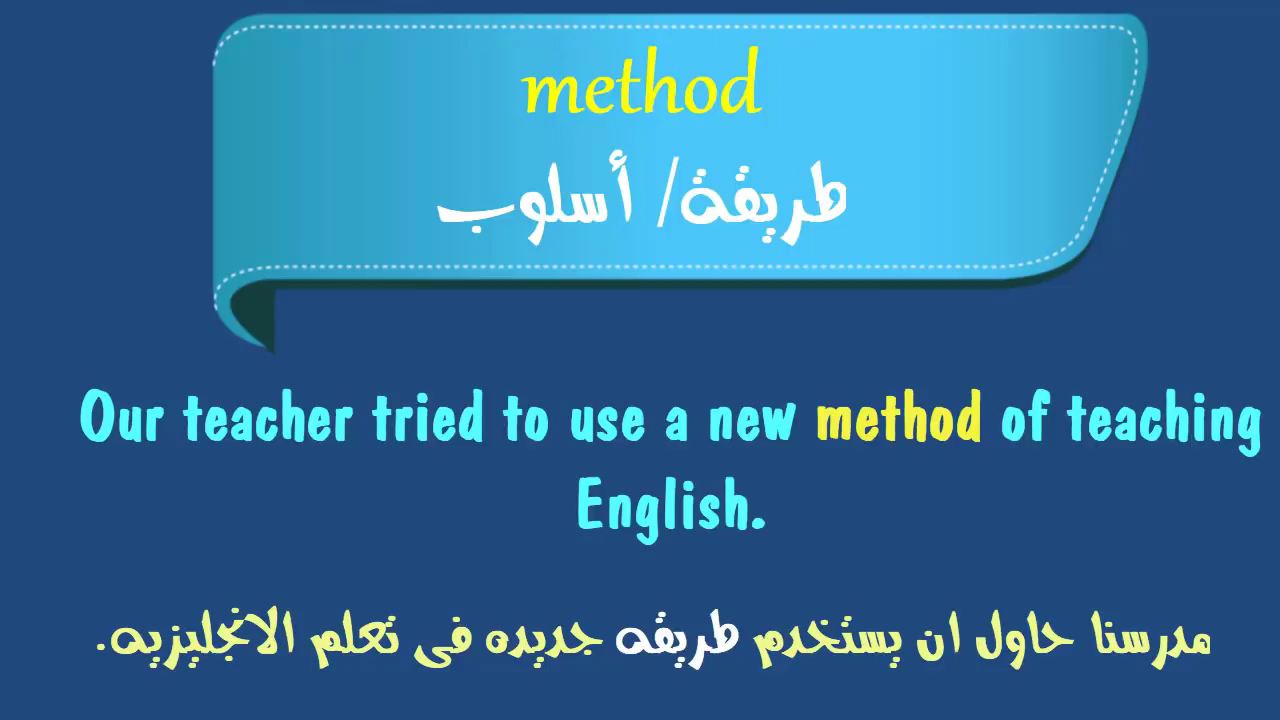 method
طريقة/ أسلوب
Our teacher tried to use a new method of teaching
English.
مدرسنا حاول ان يستخدم طريقه جديده فى تعلم الانجليزيه.